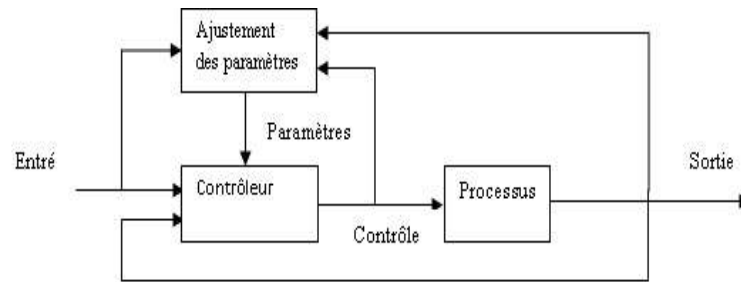 Ajustement
des paramètres
Paramètres
Entré
Sortie
Contrôleur
Processus
Contrôle